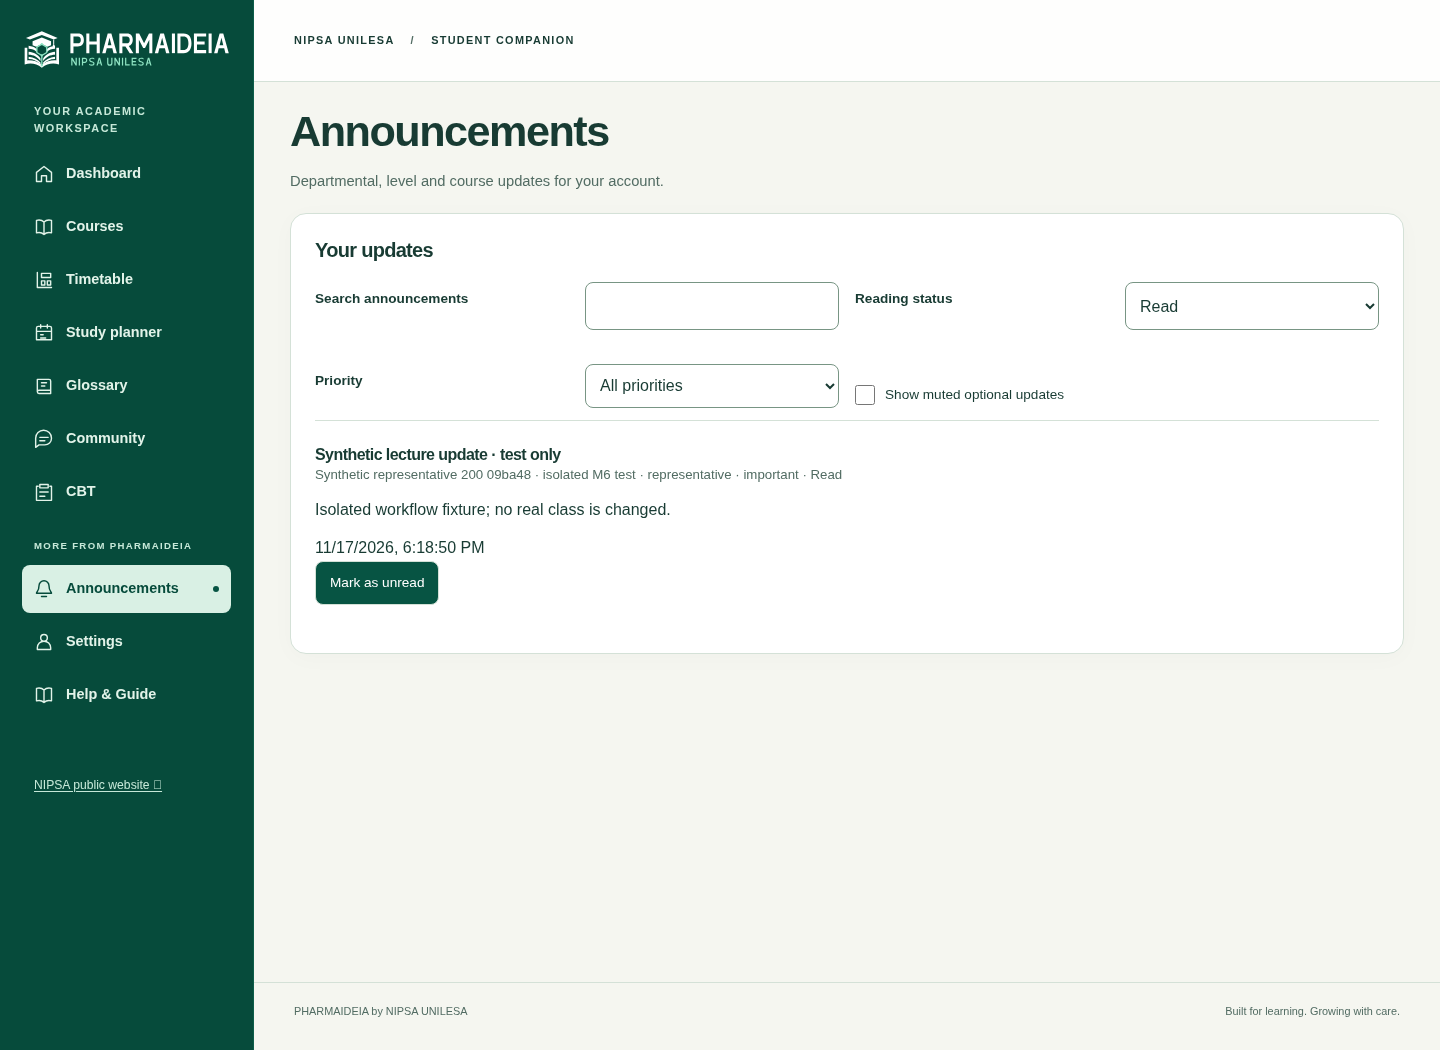 PHARMAIDEIA
NIPSA UNILESA
YOUR ACADEMIC
WORKSPACE
Dashboard
Courses
Timetable
Study planner
Glossary
Community
CBT
MORE FROM PHARMAIDEIA
Announcements
Settings
Help & Guide
NIPSA public website
NIPSA UNILESA / STUDENT COMPANION
Announcements
Departmental, level and course updates for your account.
Your updates
Search announcements
Reading status
Read
Priority
All priorities
Show muted optional updates
Synthetic lecture update · test only
Synthetic representative 200 09ba48 · isolated M6 test · representative · important · Read
Isolated workflow fixture; no real class is changed.
11/17/2026, 6:18:50 PM
Mark as unread
PHARMAIDEIA by NIPSA UNILESA
Built for learning. Growing with care.